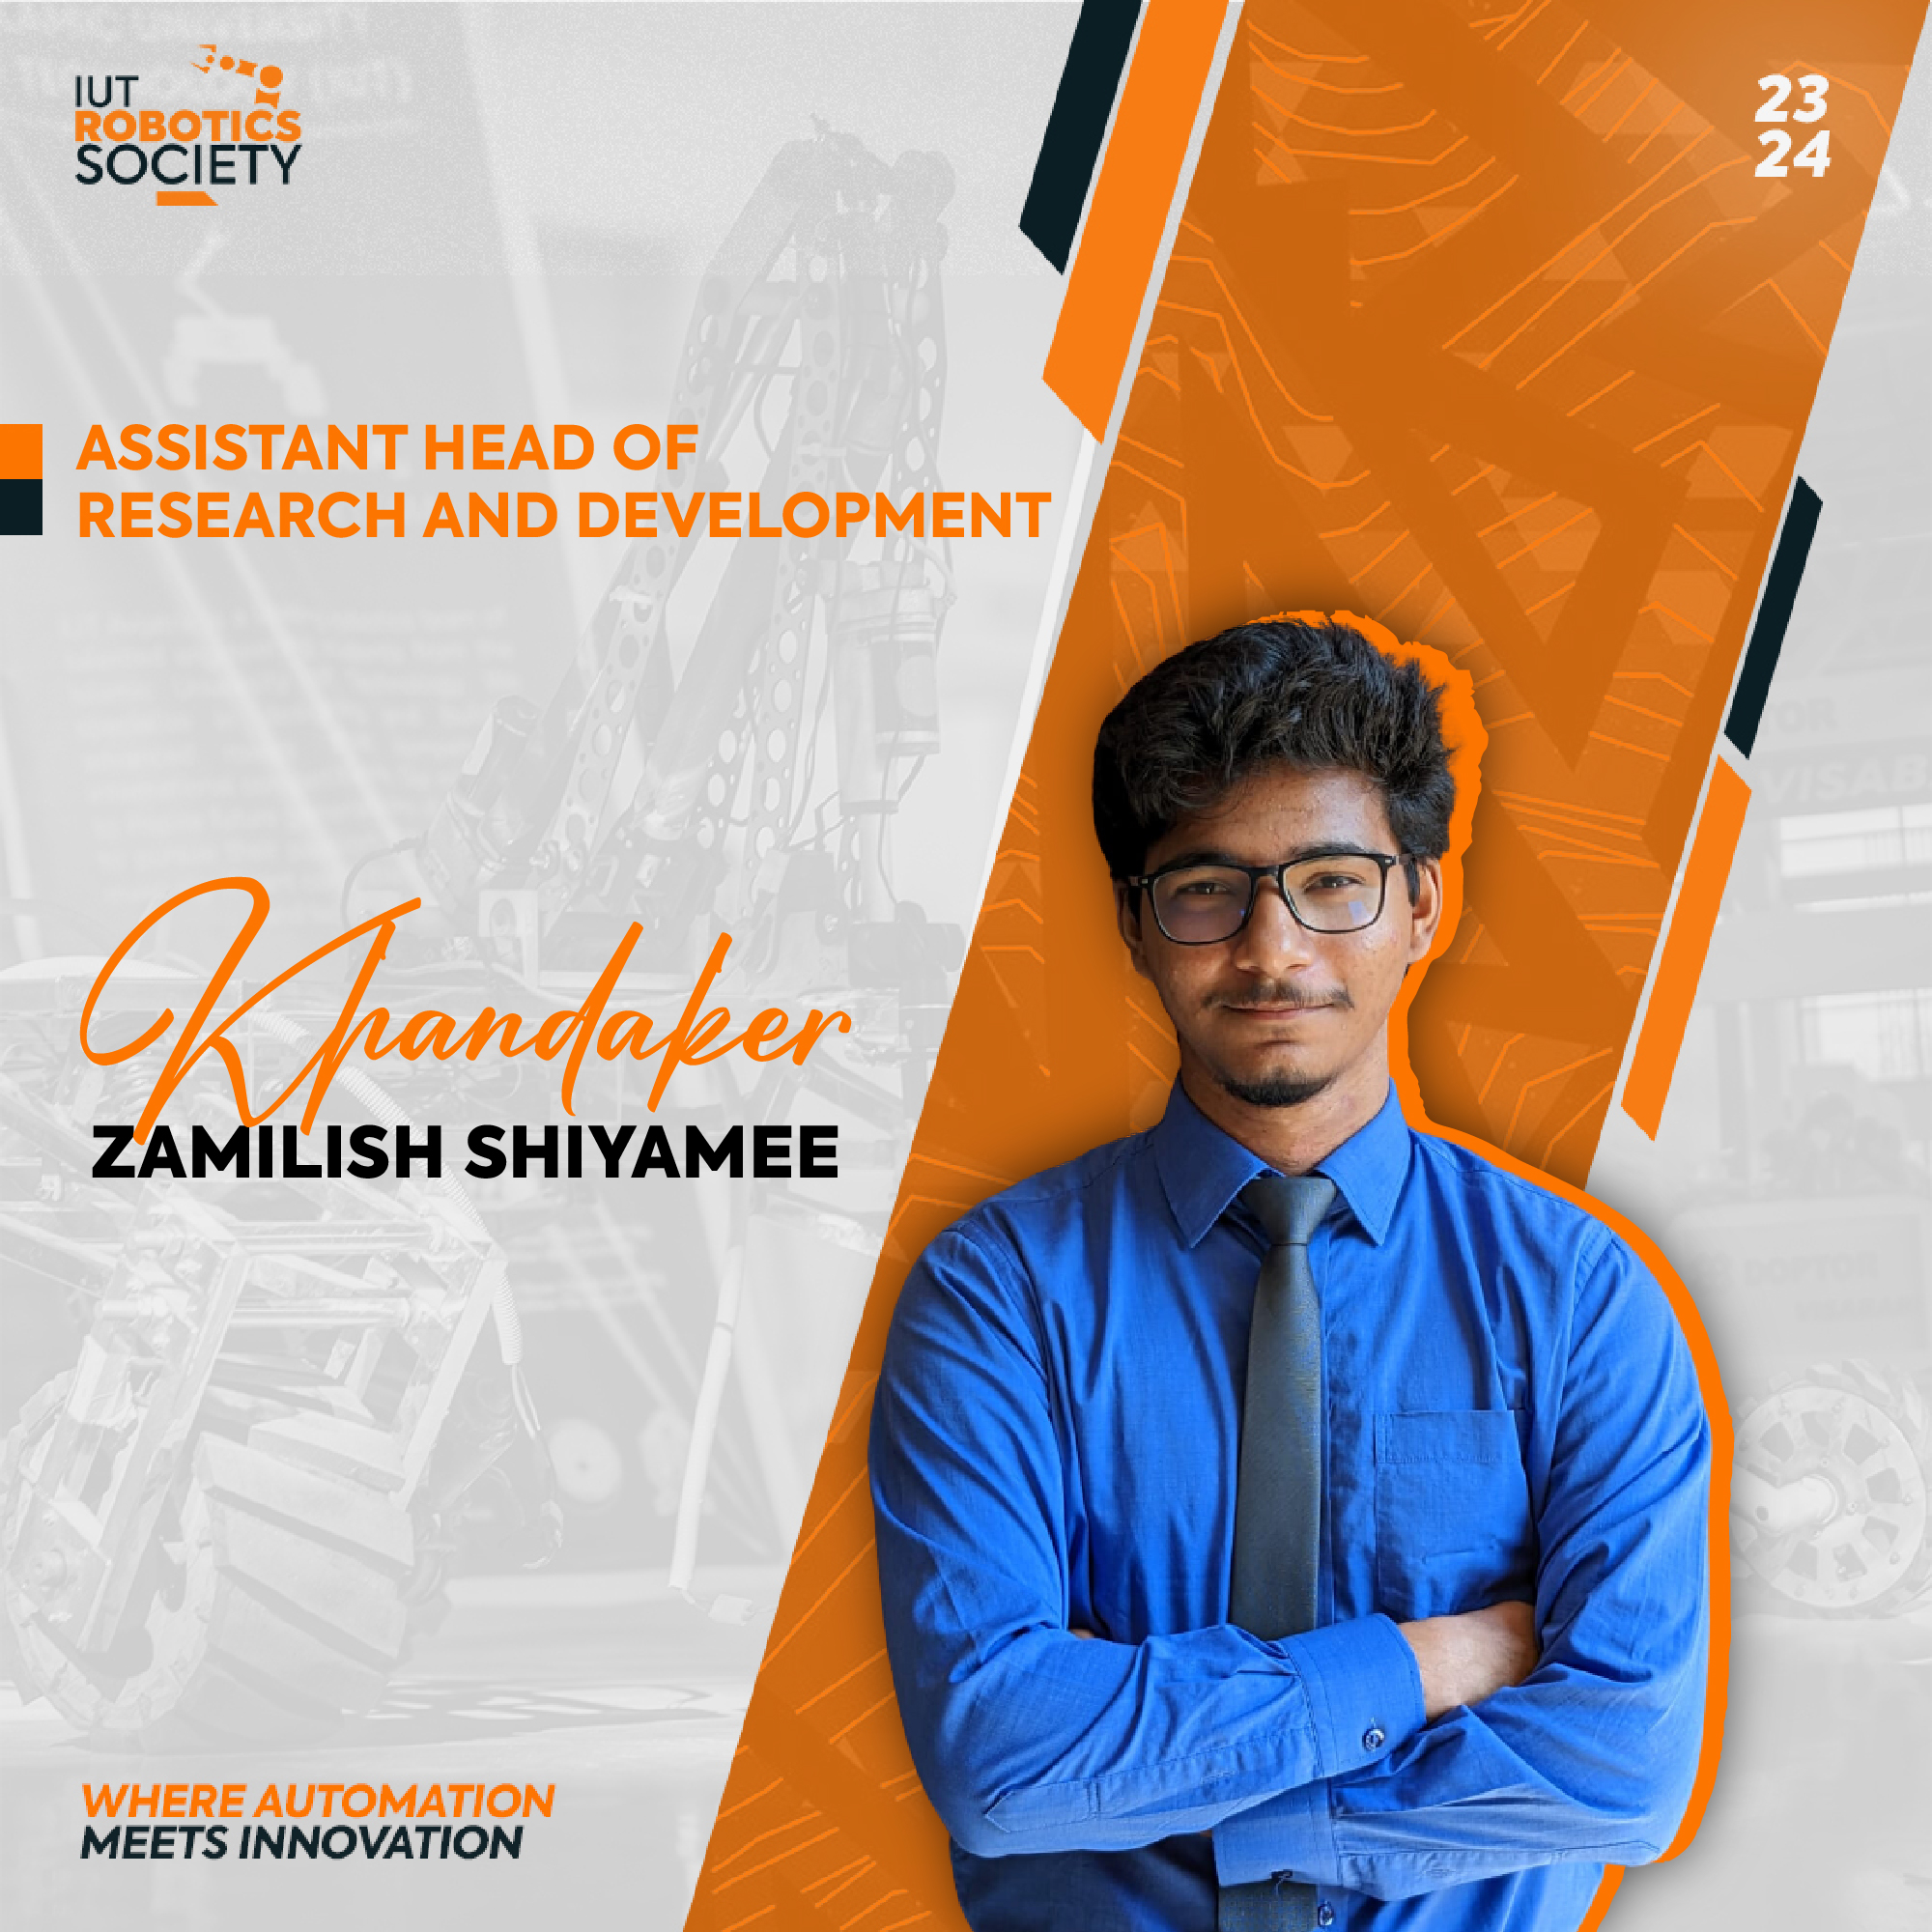 IUT
ROBOTICS
SOCIETY
23
24
ASSISTANT HEAD OF
RESEARCH AND DEVELOPMENT
Khandaker
ZAMILISH SHIYAMEE
WHERE AUTOMATION
MEETS INNOVATION